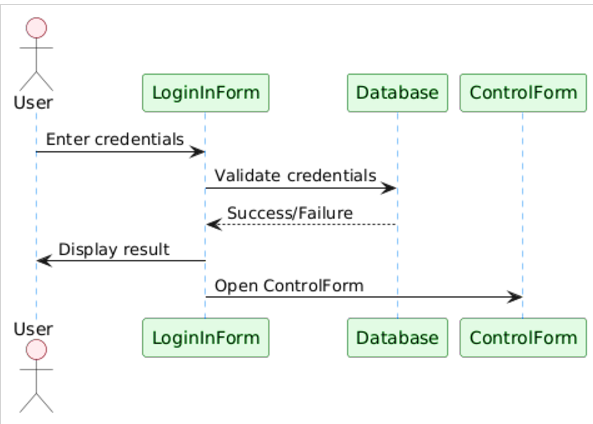 User
LoginInForm
Database
ControlForm
Enter credentials
Validate credentials
Success/Failure
Display result
Open ControlForm
User
LoginInForm
Database
ControlForm